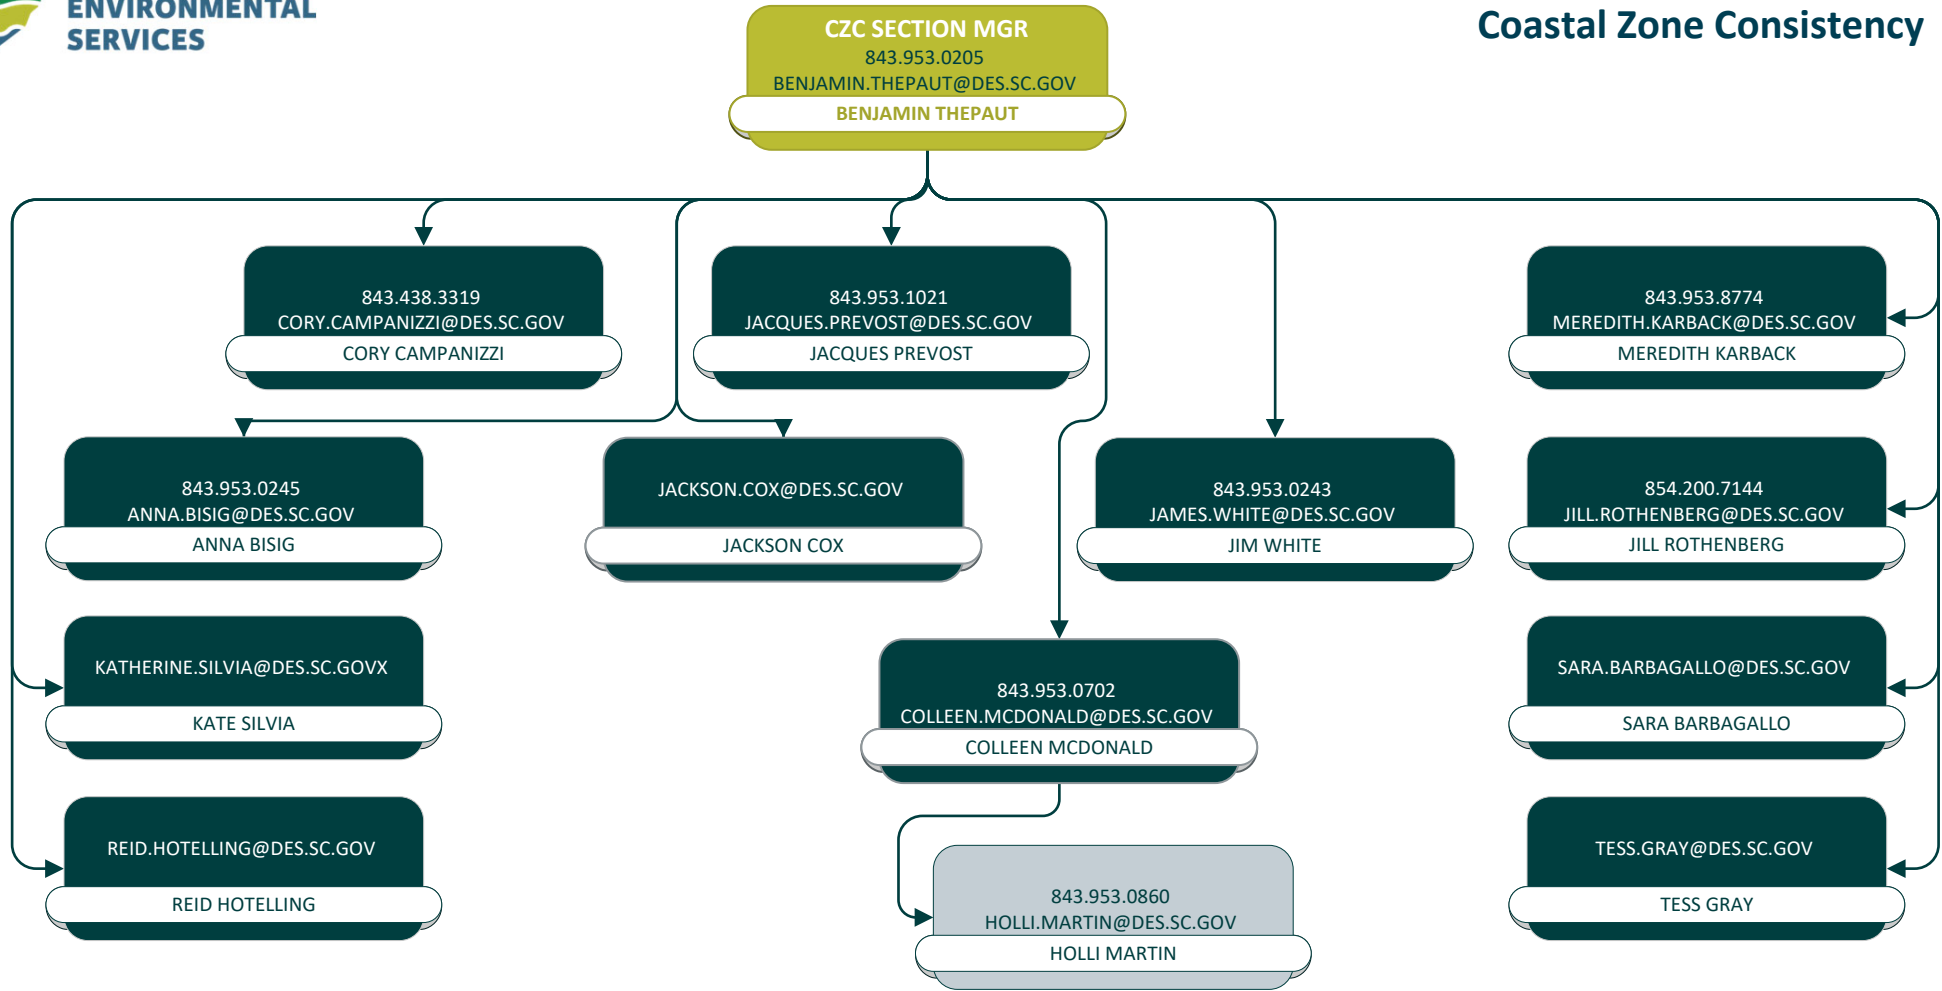 ENVIRONMENTAL
SERVICES
Coastal Zone Consistency
CZC SECTION MGR
843.953.0205
BENJAMIN.THEPAUT@DES.SC.GOV
BENJAMIN THEPAUT
843.438.3319
CORY.CAMPANIZZI@DES.SC.GOV
CORY CAMPANIZZI
843.953.1021
JACQUES.PREVOST@DES.SC.GOV
JACQUES PREVOST
843.953.8774
MEREDITH.KARBACK@DES.SC.GOV
MEREDITH KARBACK
843.953.0245
ANNA.BISIG@DES.SC.GOV
ANNA BISIG
JACKSON.COX@DES.SC.GOV
JACKSON COX
843.953.0243
JAMES.WHITE@DES.SC.GOV
JIM WHITE
854.200.7144
JILL.ROTHENBERG@DES.SC.GOV
JILL ROTHENBERG
KATHERINE.SILVIA@DES.SC.GOVX
KATE SILVIA
843.953.0702
COLLEEN.MCDONALD@DES.SC.GOV
COLLEEN MCDONALD
SARA.BARBAGALLO@DES.SC.GOV
SARA BARBAGALLO
REID.HOTELLING@DES.SC.GOV
REID HOTELLING
843.953.0860
HOLLI.MARTIN@DES.SC.GOV
HOLLI MARTIN
TESS.GRAY@DES.SC.GOV
TESS GRAY